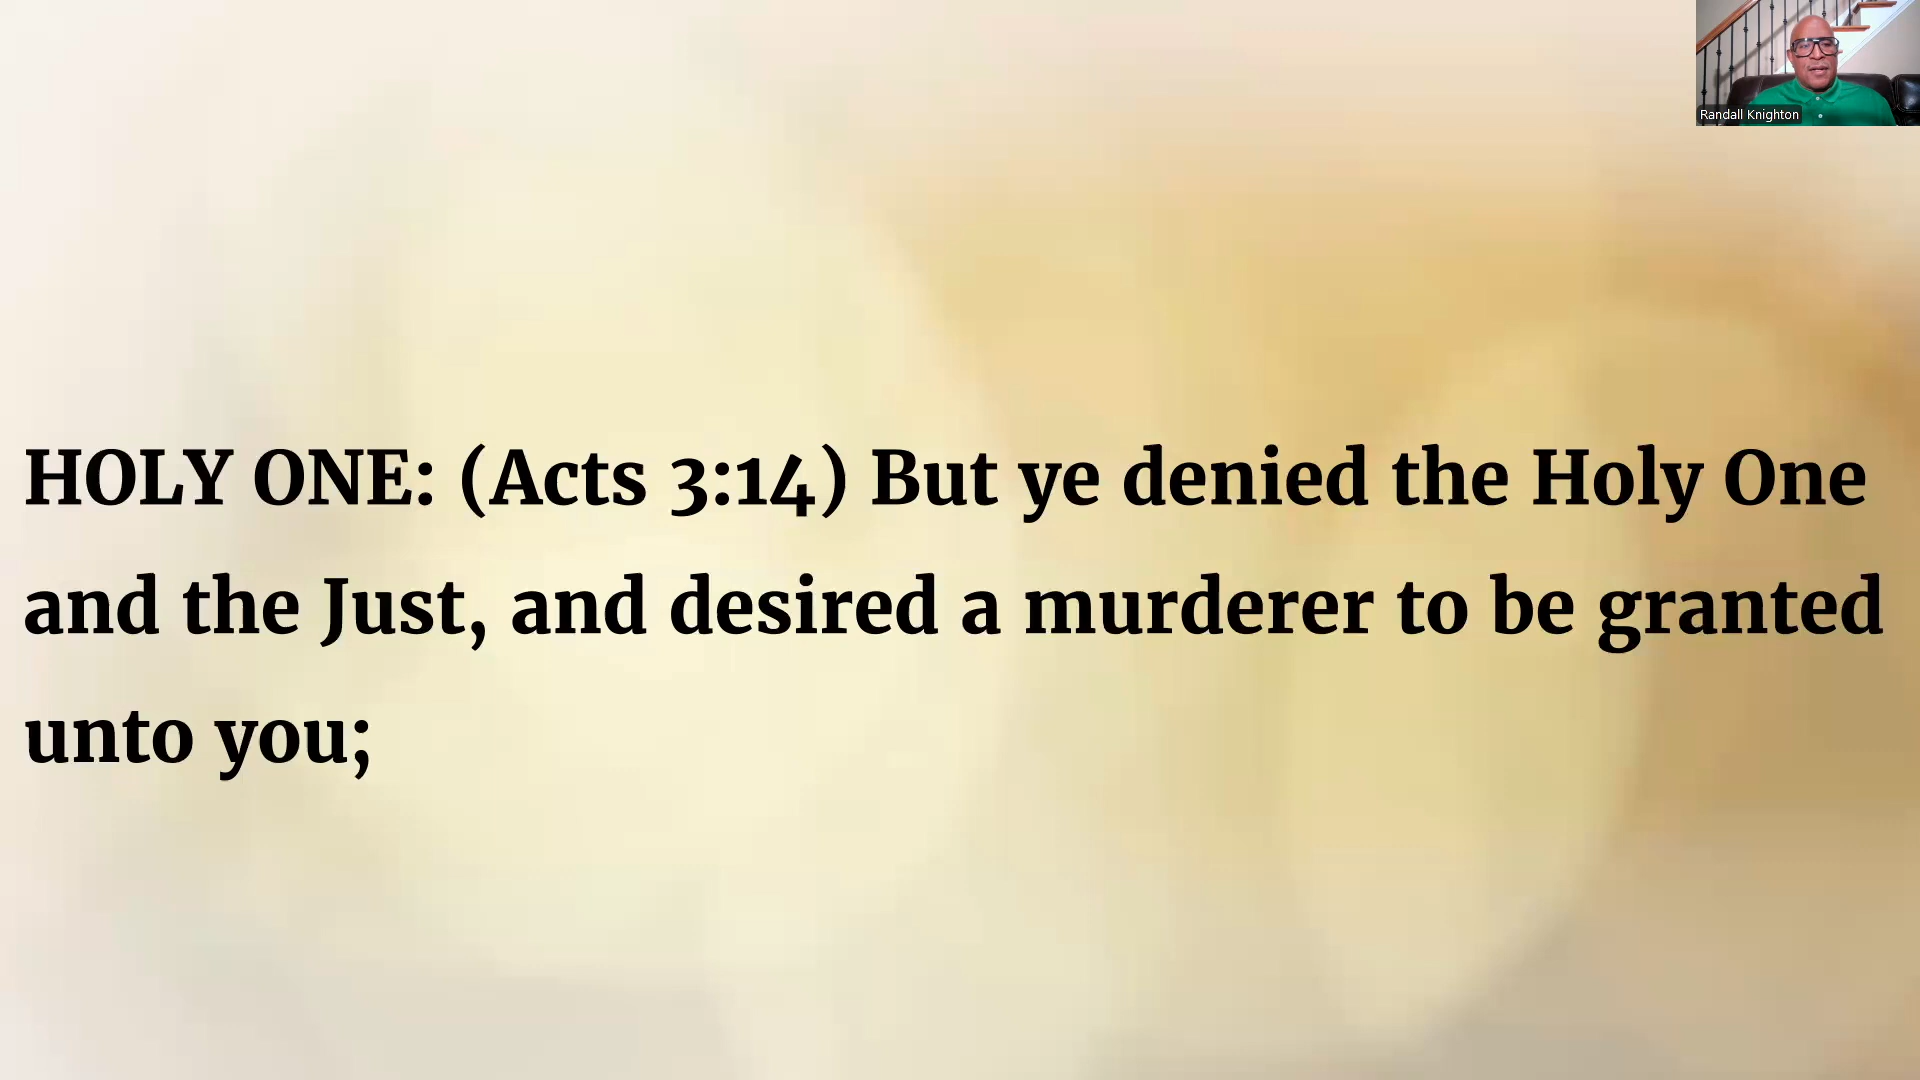 Randall Knighton
HOLY ONE: (Acts 3:14) But ye denied the Holy One
and the Just, and desired a murderer to be granted
unto you;